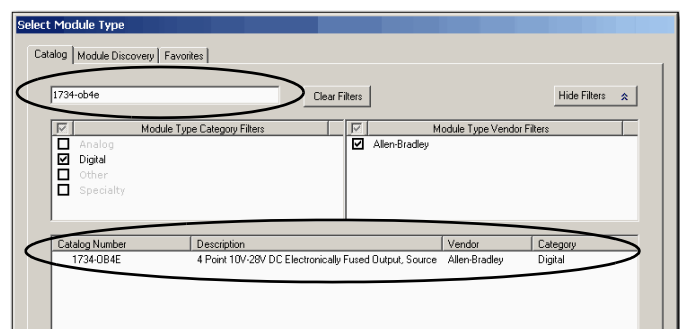 Select Module Type
Catalog Module Discovery Favorites
1734-ob4e Clear Filters Hide Filters
Module Type Category Filters Module Type Vendor Filters
Analog Allen-Bradley
Digital
Other
Specialty
Catalog Number Description Vendor Category
1734-OB4E 4 Point 10V-28V DC Electronically Fused Output, Source Allen-Bradley Digital